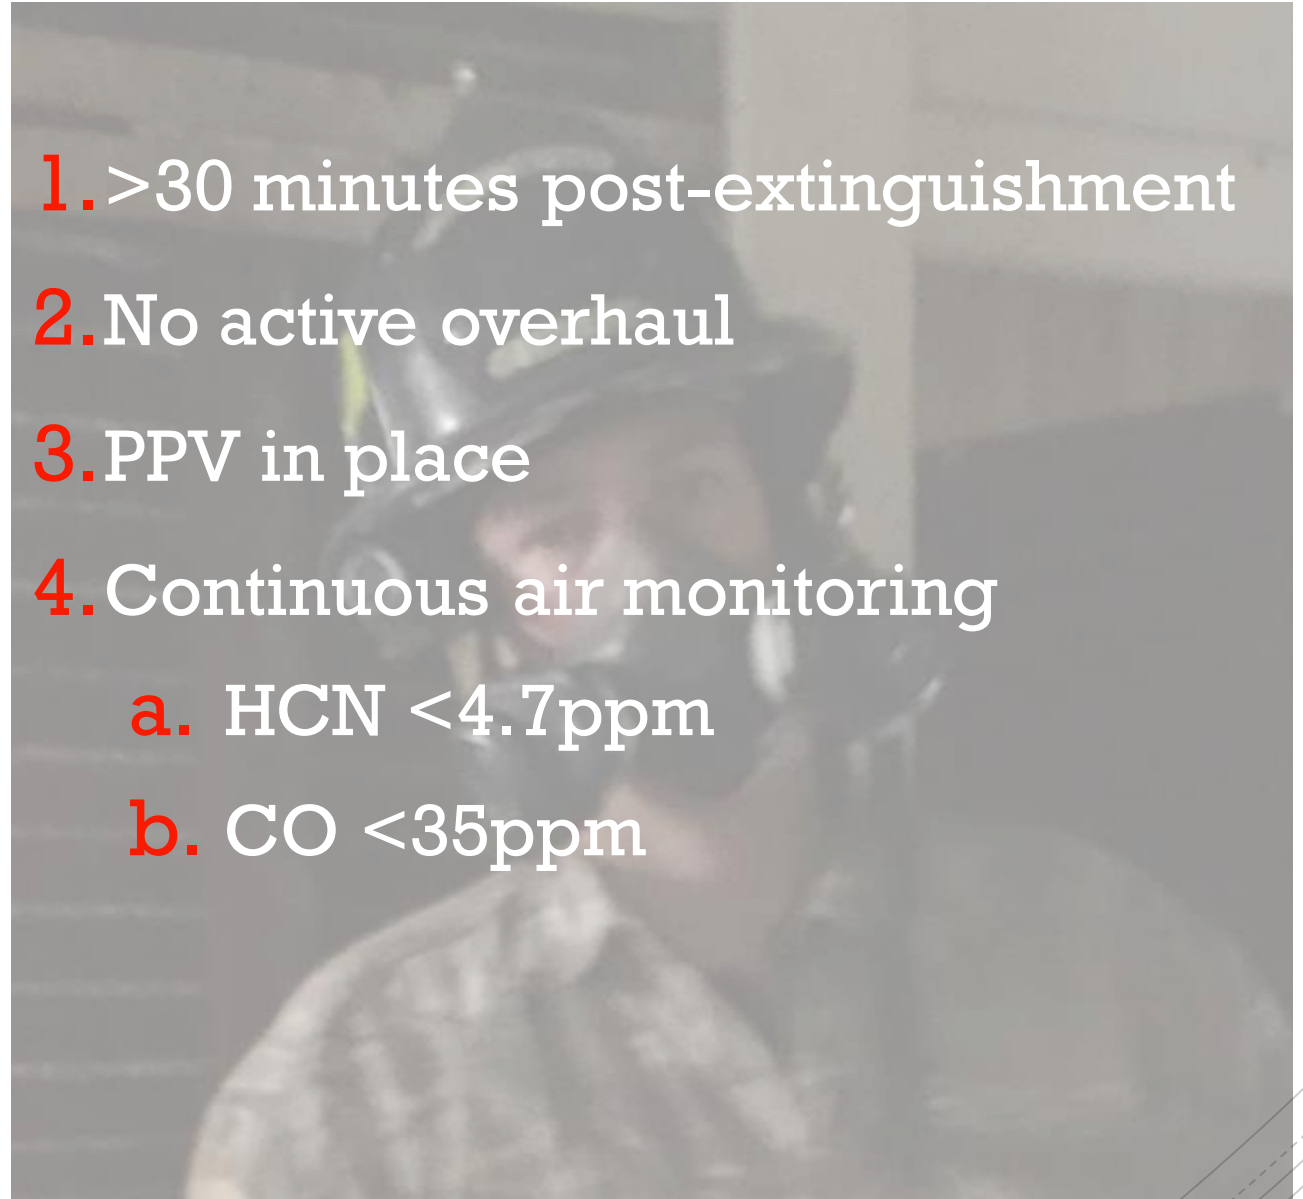 1. >30 minutes post-extinguishment
2. No active overhaul
3. PPV in place
4. Continuous air monitoring
a. HCN <4.7ppm
b. CO <35ppm